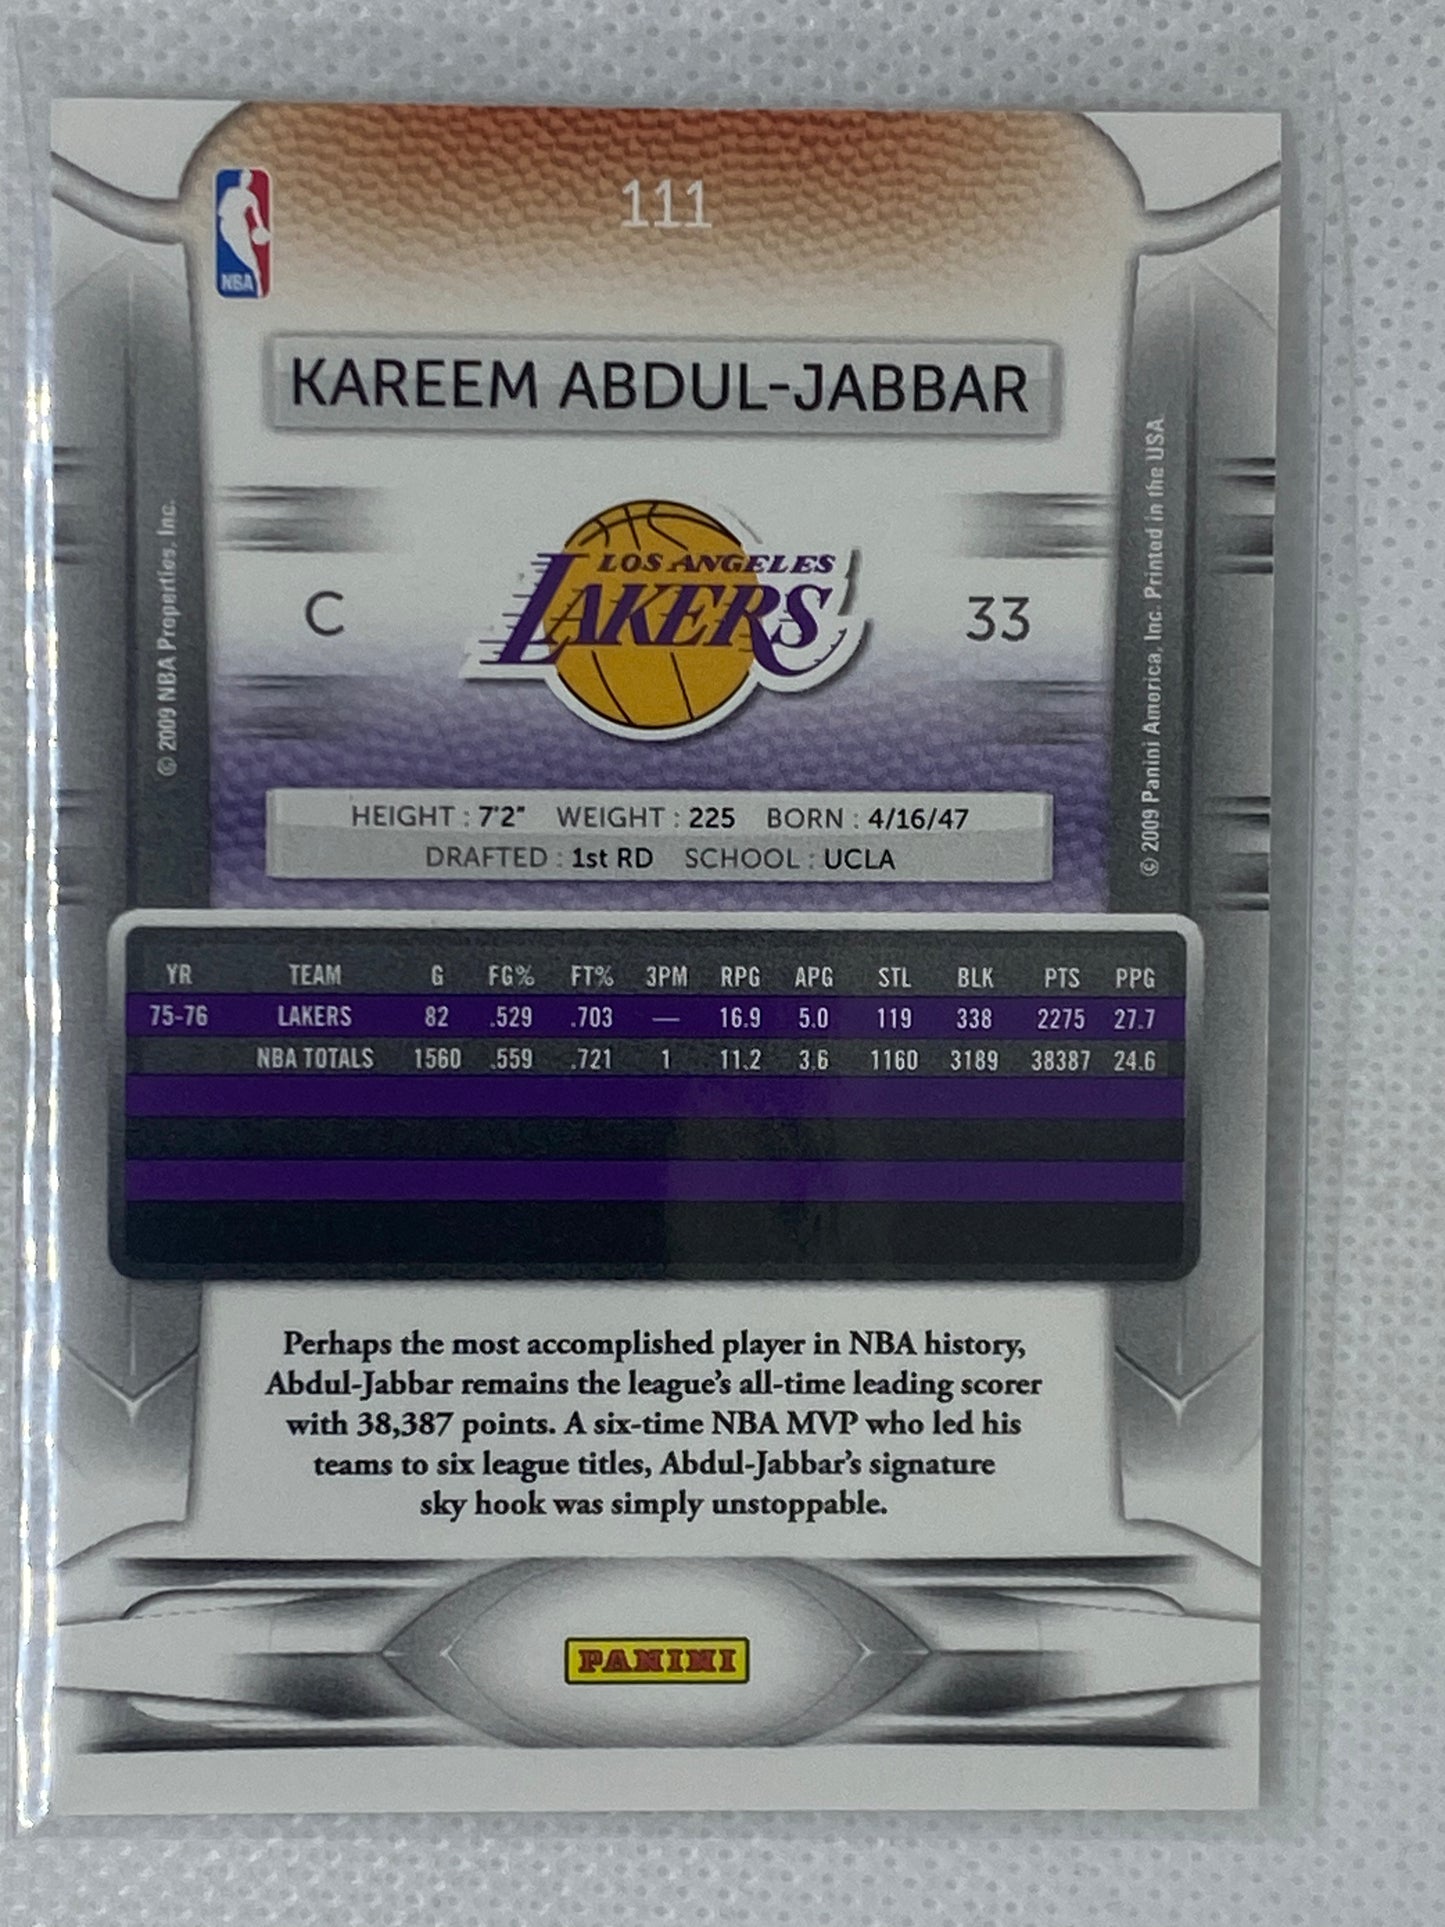 111
NBA
KAREEM ABDUL-JABBAR
LOS ANGELES
C LAKERS 33
HEIGHT : 7'2" WEIGHT : 225 BORN : 4/16/47
DRAFTED : 1st RD SCHOOL : UCLA
YR TEAM G FG% FT% 3PM RPG APG STL BLK PTS PPG
75-76 LAKERS 82 .529 .703 — 16.9 5.0 119 338 2275 27.7
NBA TOTALS 1560 .559 .721 1 11.2 3.6 1160 3189 38387 24.6
Perhaps the most accomplished player in NBA history,
Abdul-Jabbar remains the league's all-time leading scorer
with 38,387 points. A six-time NBA MVP who led his
teams to six league titles, Abdul-Jabbar's signature
sky hook was simply unstoppable.
PANINI
© 2009 NBA Properties, Inc.
© 2009 Panini America, Inc. Printed in the USA